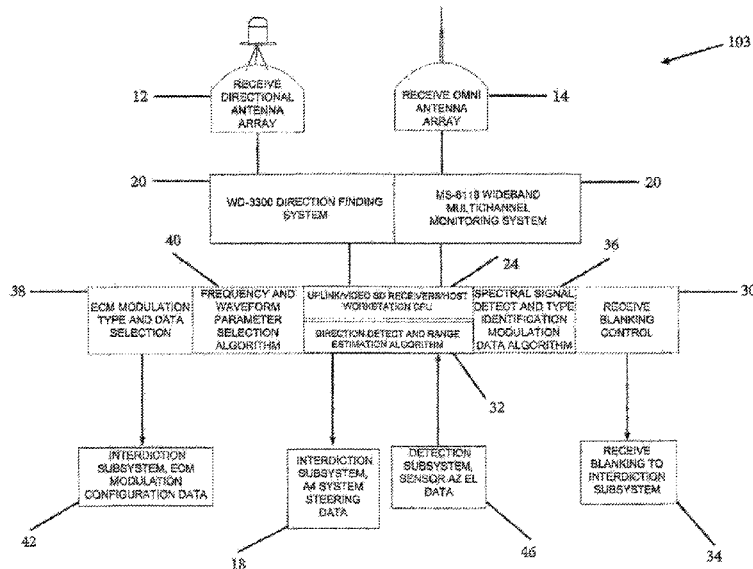 103
12
RECEIVE
DIRECTIONAL
ANTENNA
ARRAY
RECEIVE OMNI
ANTENNA
ARRAY
14
20
WD-3300 DIRECTION FINDING
SYSTEM
MS-8118 WIDEBAND
MULTICHANNEL
MONITORING SYSTEM
20
40
24
36
38
ECM MODULATION
TYPE AND DATA
SELECTION
FREQUENCY AND
WAVEFORM
PARAMETER
SELECTION
ALGORITHM
UPLINK/VIDEO SD RECEIVERS/HOST
WORKSTATION CPU
DIRECTION DETECT AND RANGE
ESTIMATION ALGORITHM
SPECTRAL SIGNAL
DETECT AND TYPE
IDENTIFICATION
MODULATION
DATA ALGORITHM
RECEIVE
BLANKING
CONTROL
30
32
INTERDICTION
SUBSYSTEM, ECM
MODULATION
CONFIGURATION DATA
INTERDICTION
SUBSYSTEM,
A4 SYSTEM
STEERING DATA
DETECTION
SUBSYSTEM,
SENSOR AZ EL
DATA
RECEIVE
BLANKING TO
INTERDICTION
SUBSYSTEM
42
18
46
34